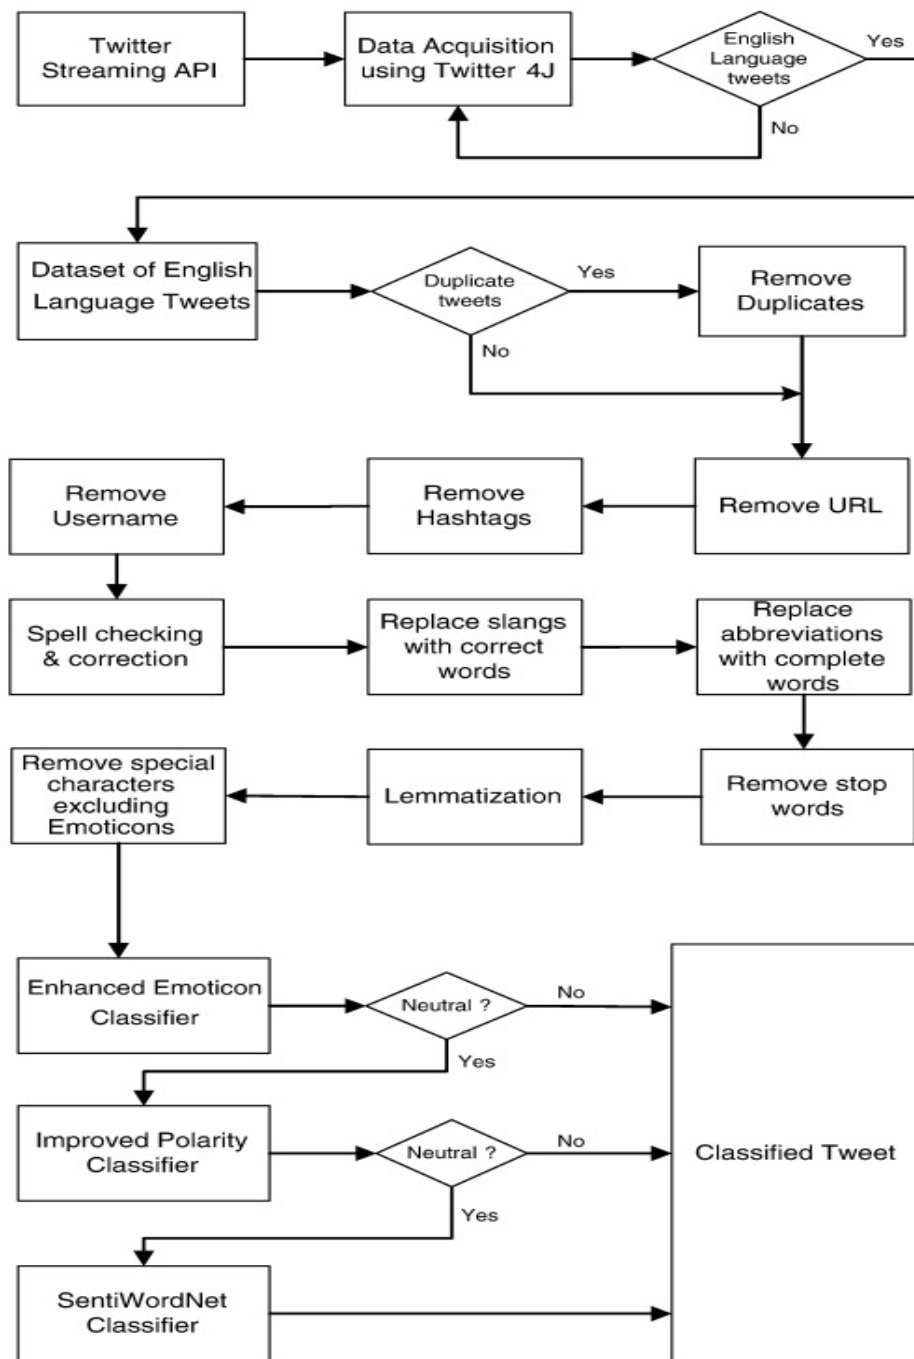 Twitter
Streaming API
Data Acquisition
using Twitter 4J
English
Language
tweets
Yes
No
Dataset of English
Language Tweets
Duplicate
tweets
Yes
No
Remove
Duplicates
Remove URL
Remove
Hashtags
Remove
Username
Spell checking
& correction
Replace slangs
with correct
words
Replace
abbreviations
with complete
words
Remove stop
words
Lemmatization
Remove special
characters
excluding
Emoticons
Enhanced Emoticon
Classifier
Neutral ?
No
Yes
Improved Polarity
Classifier
Neutral ?
No
Yes
SentiWordNet
Classifier
Classified Tweet